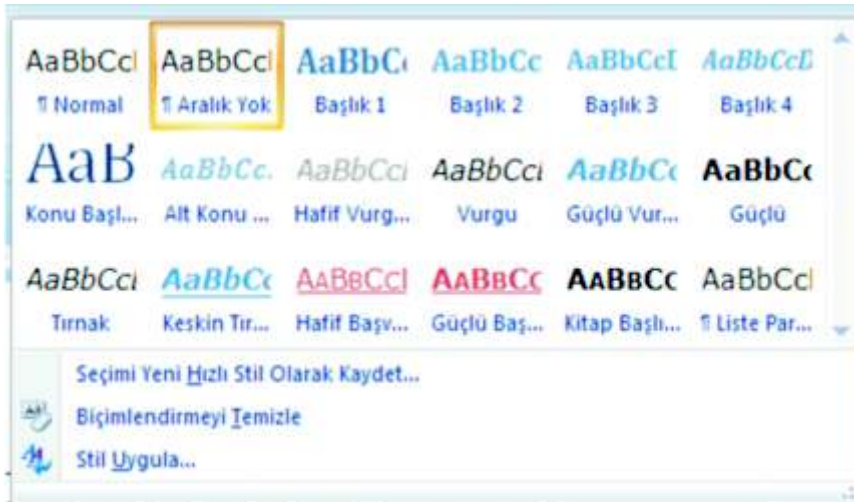 AaBbCcI AaBbCcI AaBbC AaBbCc AaBbCcI AaBbCcD
¶ Normal ¶ Aralık Yok Başlık 1 Başlık 2 Başlık 3 Başlık 4
AaB AaBbCc. AaBbCcI AaBbCcI AaBbCc AaBbCc
Konu Başl... Alt Konu ... Hafif Vurg... Vurgu Güçlü Vur... Güçlü
AaBbCcI AaBbCc AABBCCI AABBCC AABBCC AaBbCcI
Tırnak Keskin Tır... Hafif Başv... Güçlü Baş... Kitap Başlı... ¶ Liste Par...
Seçimi Yeni Hızlı Stil Olarak Kaydet...
Biçimlendirmeyi Temizle
Stil Uygula...